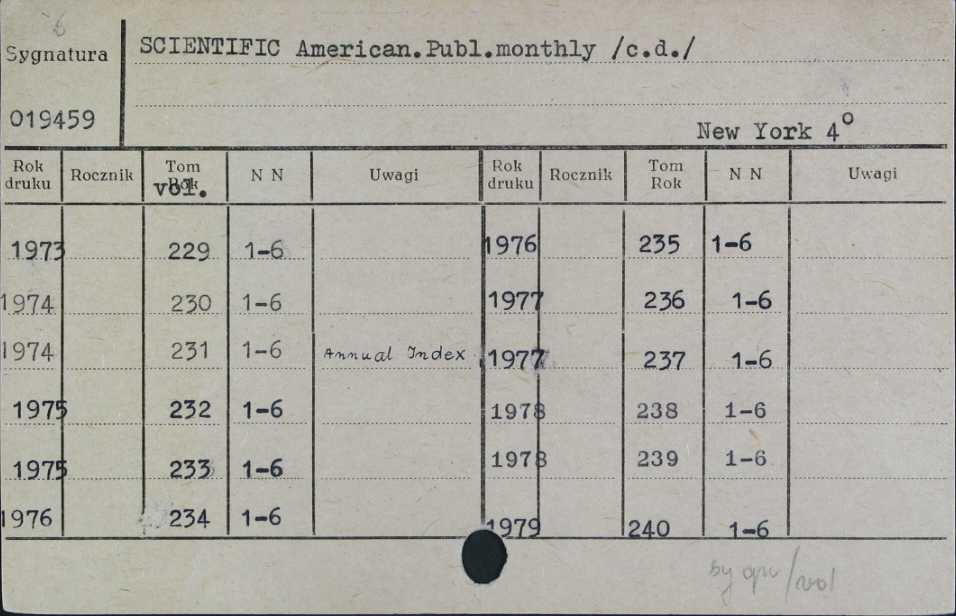 6
Sygnatura
SCIENTIFIC American.Publ.monthly /c.d./
019459
New York 4°
Rok druku Rocznik Tom Rok N N Uwagi Rok druku Rocznik Tom Rok N N Uwagi
vol.
1973 229 1-6 1976 235 1-6
1974 230 1-6 1977 236 1-6
1974 231 1-6 Annual Index 1977 237 1-6
1975 232 1-6 1978 238 1-6
1975 233 1-6 1978 239 1-6
1976 234 1-6 1979 240 1-6
/vol